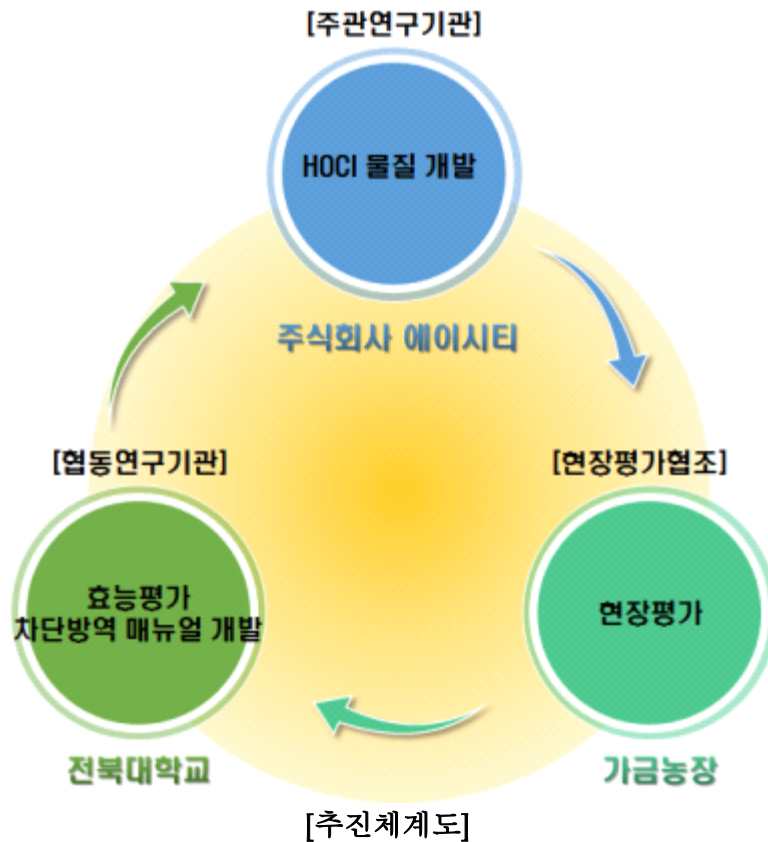 [주관연구기관]
HOCl 물질 개발
주식회사 에이시티
[협동연구기관]
[현장평가협조]
효능평가
차단방역 매뉴얼 개발
현장평가
전북대학교
가금농장
[추진체계도]